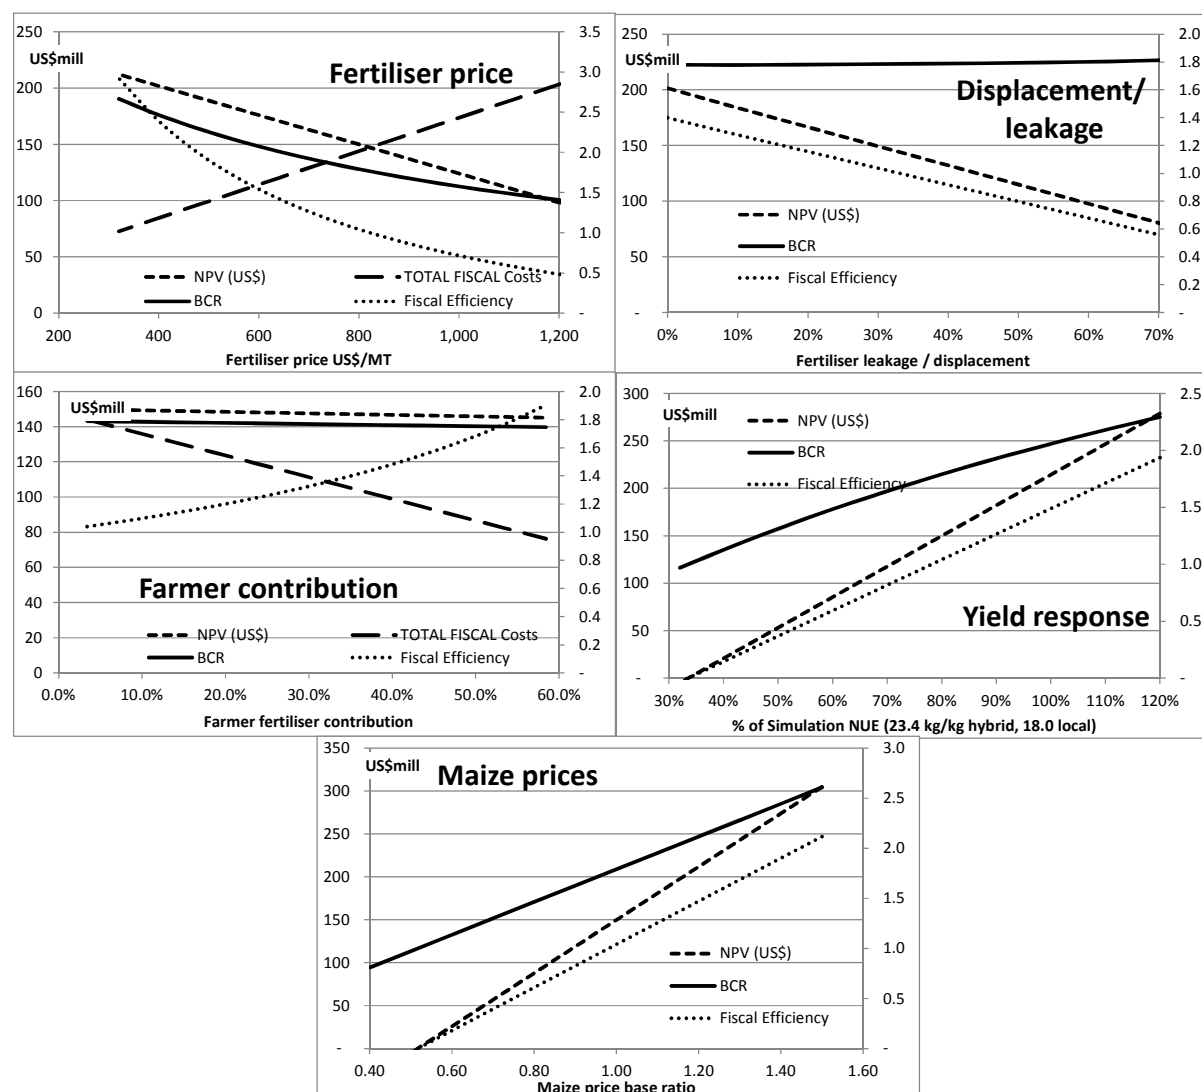 250
200
150
100
50
0
US$mill
Fertiliser price
3.5
3.0
2.5
2.0
1.5
1.0
0.5
-
NPV (US$)
TOTAL FISCAL Costs
BCR
Fiscal Efficiency
200 400 600 800 1,000 1,200
Fertiliser price US$/MT
250
200
150
100
50
-
US$mill
Displacement/
leakage
2.0
1.8
1.6
1.4
1.2
1.0
0.8
0.6
0.4
0.2
-
NPV (US$)
BCR
Fiscal Efficiency
0% 10% 20% 30% 40% 50% 60% 70%
Fertiliser leakage / displacement
160
140
120
100
80
60
40
20
0
US$mill
Farmer contribution
2.0
1.8
1.6
1.4
1.2
1.0
0.8
0.6
0.4
0.2
-
NPV (US$)
TOTAL FISCAL Costs
BCR
Fiscal Efficiency
0.0% 10.0% 20.0% 30.0% 40.0% 50.0% 60.0%
Farmer fertiliser contribution
300
250
200
150
100
50
-
US$mill
NPV (US$)
BCR
Fiscal Efficiency
Yield response
2.5
2.0
1.5
1.0
0.5
-
30% 40% 50% 60% 70% 80% 90% 100% 110% 120%
% of Simulation NUE (23.4 kg/kg hybrid, 18.0 local)
350
300
250
200
150
100
50
-
US$mill
Maize prices
3.0
2.5
2.0
1.5
1.0
0.5
-
NPV (US$)
BCR
Fiscal Efficiency
0.40 0.60 0.80 1.00 1.20 1.40 1.60
Maize price base ratio